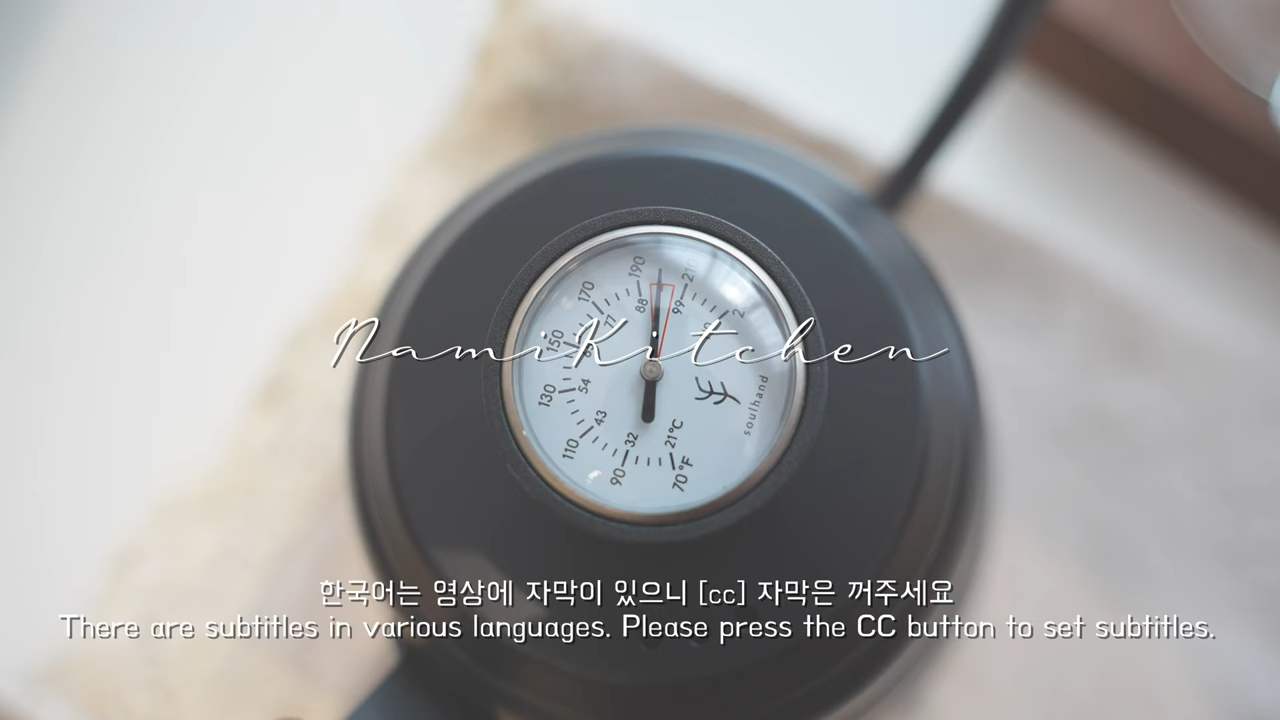 190
210
170
88
99
77
NamiKitchen
150
130
54
soulhand
43
110
32
21°C
90
70°F
한국어는 영상에 자막이 있으니 [cc] 자막은 꺼주세요
There are subtitles in various languages. Please press the CC button to set subtitles.